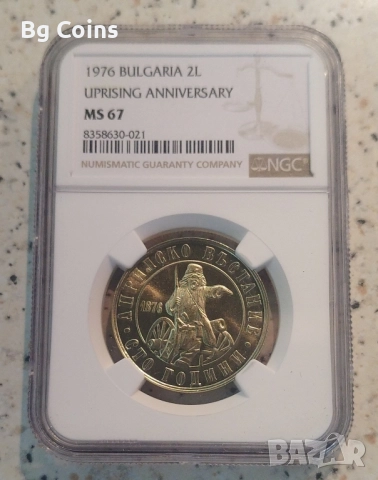 Bg Coins
1976 BULGARIA 2L
UPRISING ANNIVERSARY
MS 67
8358630-021
NUMISMATIC GUARANTY COMPANY
NGC
АПРИЛСКО ВЪСТАНИЕ
1876
СТО ГОДИНИ
BAZAR